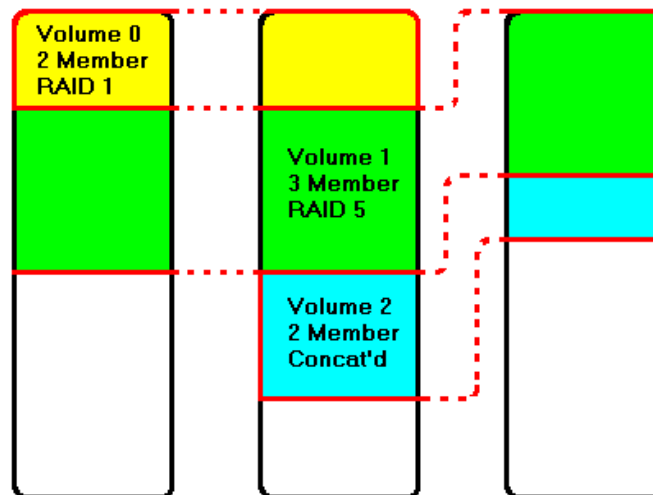 Volume 0
2 Member
RAID 1
Volume 1
3 Member
RAID 5
Volume 2
2 Member
Concat'd